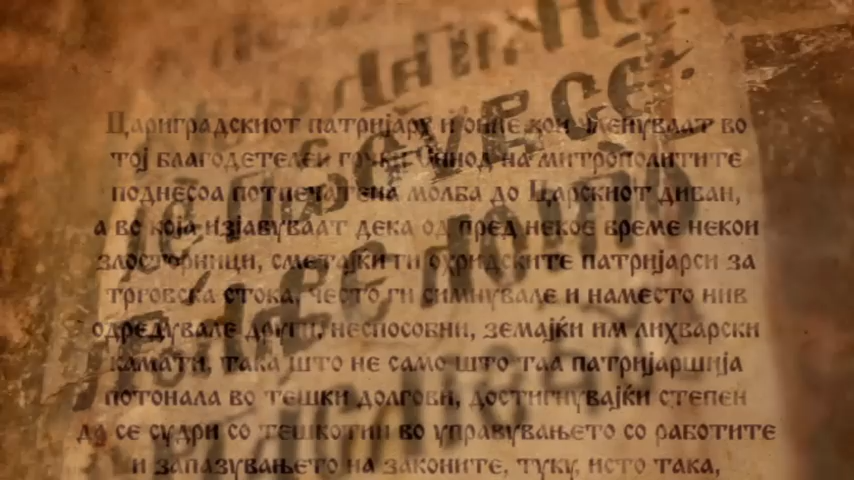 Цариградскиот патријарх и оние кои членуваат во
тој благодетелен грчки Синод на митрополитите
поднесоа потпечатена молба до Царскиот диван,
а во која изјавуваат дека од пред некое време некои
злосторници, сметајќи ги охридските патријарси за
трговска стока, често ги симнувале и наместо нив
одредувале други, неспособни, земајќи им лихварски
камати, така што не само што таа патријаршија
потонала во тешки долгови, достигнувајќи степен
да се судри со тешкотии во управувањето со работите
и запазувањето на законите, туку, исто така,